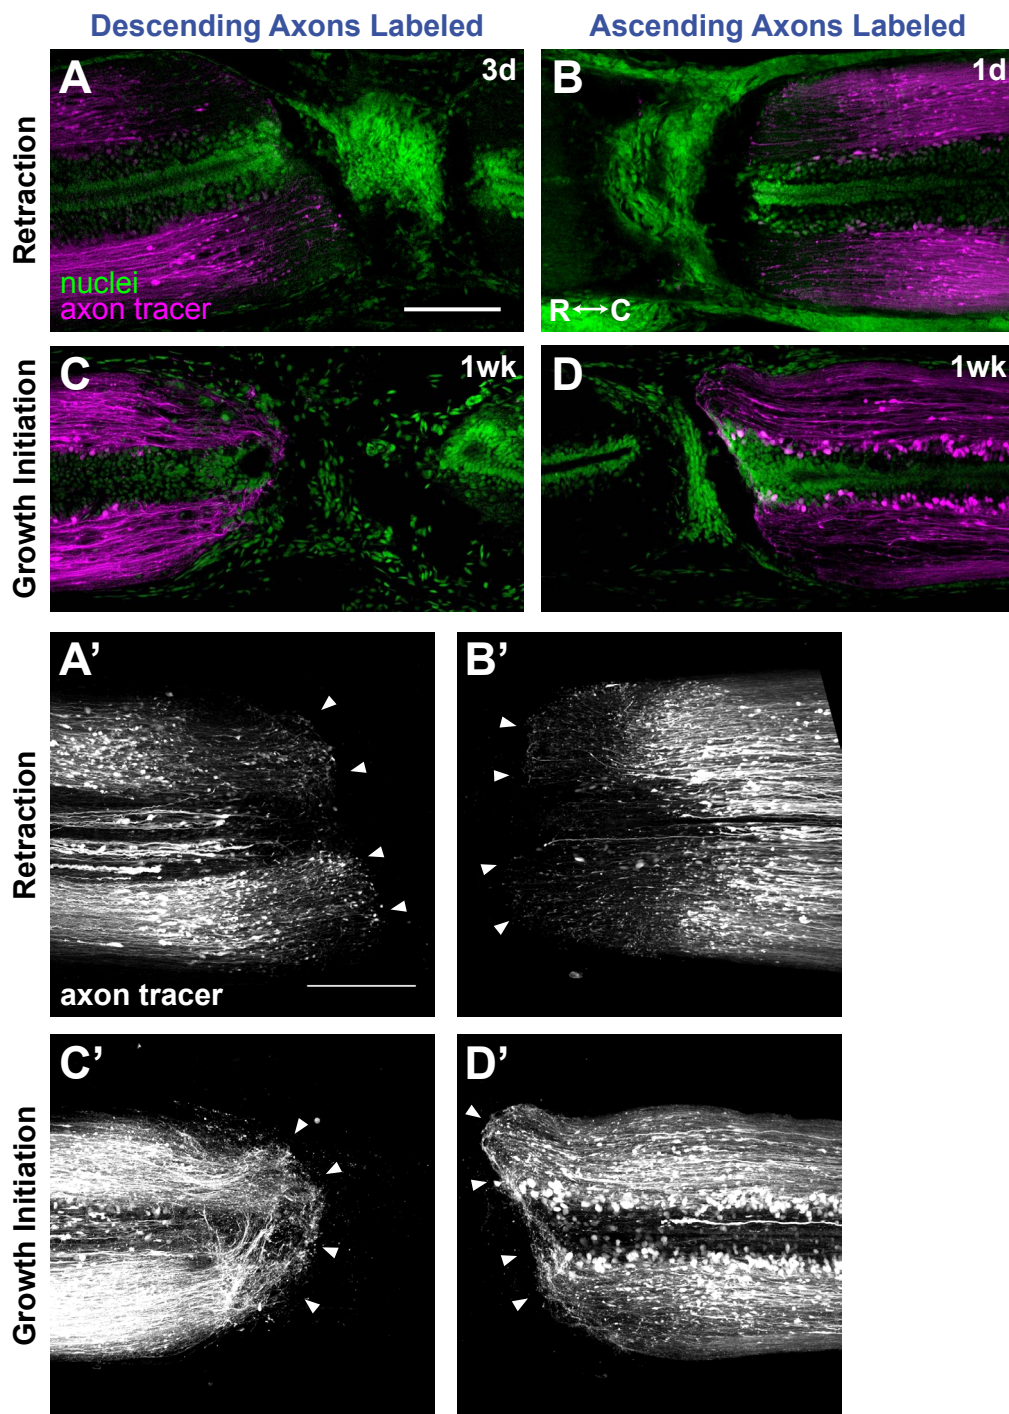 Descending Axons Labeled
Ascending Axons Labeled
Retraction
A
3d
nuclei
axon tracer
B
1d
R↔C
Growth Initiation
C
1wk
D
1wk
Retraction
A’
axon tracer
B’
Growth Initiation
C’
D’